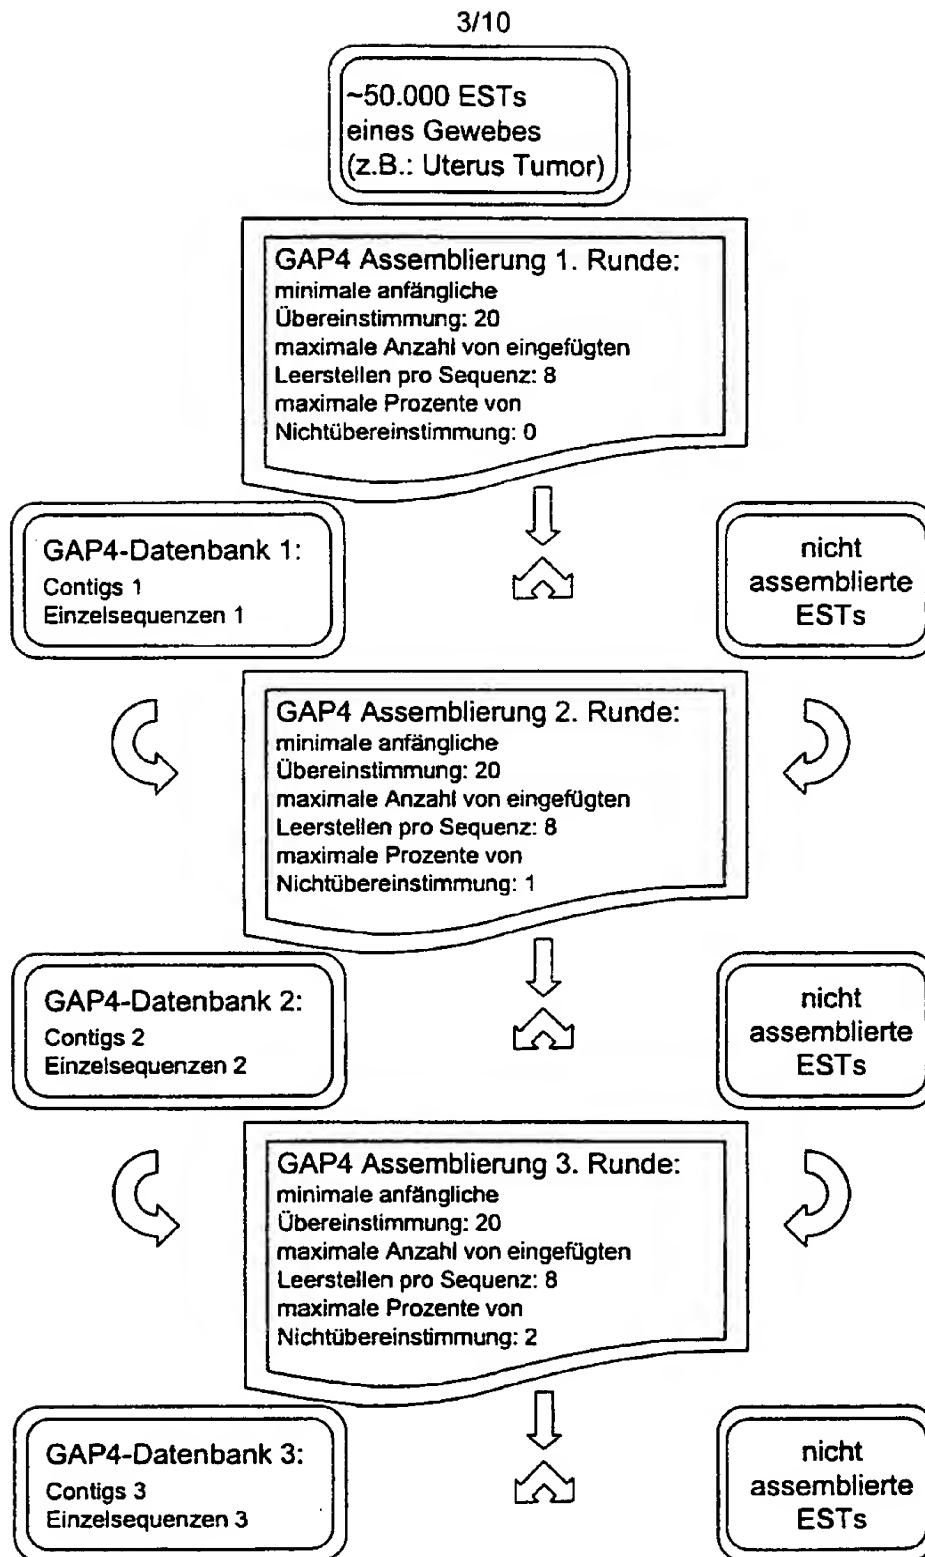 3/10
~50.000 ESTs
eines Gewebes
(z.B.: Uterus Tumor)
GAP4 Assemblierung 1. Runde:
minimale anfängliche
Übereinstimmung: 20
maximale Anzahl von eingefügten
Leerstellen pro Sequenz: 8
maximale Prozente von
Nichtübereinstimmung: 0
GAP4-Datenbank 1:
Contigs 1
Einzelsequenzen 1
nicht
assemblierte
ESTs
GAP4 Assemblierung 2. Runde:
minimale anfängliche
Übereinstimmung: 20
maximale Anzahl von eingefügten
Leerstellen pro Sequenz: 8
maximale Prozente von
Nichtübereinstimmung: 1
GAP4-Datenbank 2:
Contigs 2
Einzelsequenzen 2
nicht
assemblierte
ESTs
GAP4 Assemblierung 3. Runde:
minimale anfängliche
Übereinstimmung: 20
maximale Anzahl von eingefügten
Leerstellen pro Sequenz: 8
maximale Prozente von
Nichtübereinstimmung: 2
GAP4-Datenbank 3:
Contigs 3
Einzelsequenzen 3
nicht
assemblierte
ESTs